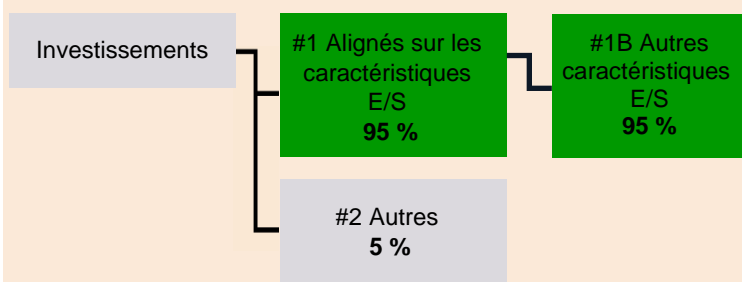 Investissements
#1 Alignés sur les
caractéristiques
E/S
95 %
#1B Autres
caractéristiques
E/S
95 %
#2 Autres
5 %